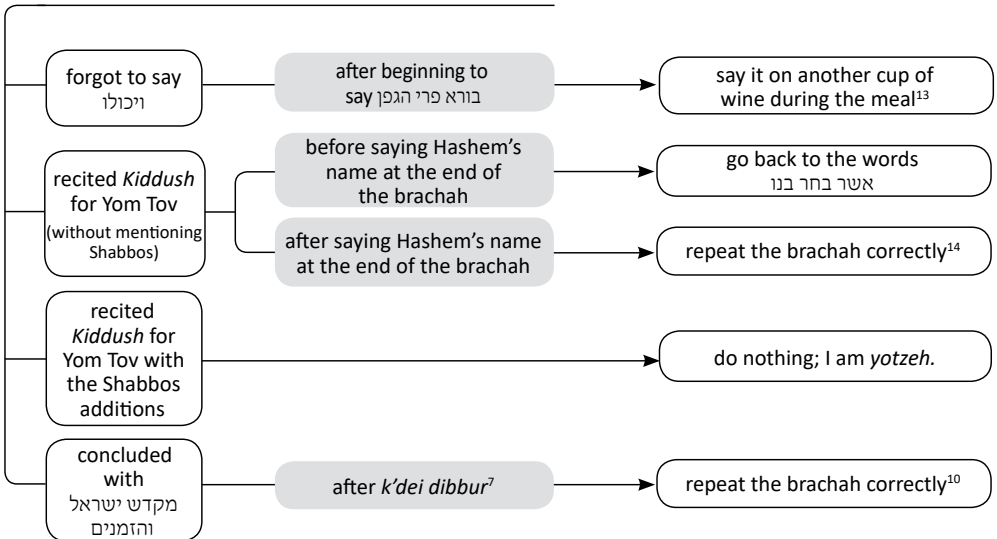 forgot to say
ויכולו
after beginning to
say בורא פרי הגפן
say it on another cup of
wine during the meal¹³
recited Kiddush
for Yom Tov
(without mentioning
Shabbos)
before saying Hashem’s
name at the end of
the brachah
go back to the words
אשר בחר בנו
after saying Hashem’s name
at the end of the brachah
repeat the brachah correctly¹⁴
recited
Kiddush for
Yom Tov with
the Shabbos
additions
do nothing; I am yotzeh.
concluded
with
מקדש ישראל
והזמנים
after k’dei dibbur⁷
repeat the brachah correctly¹⁰